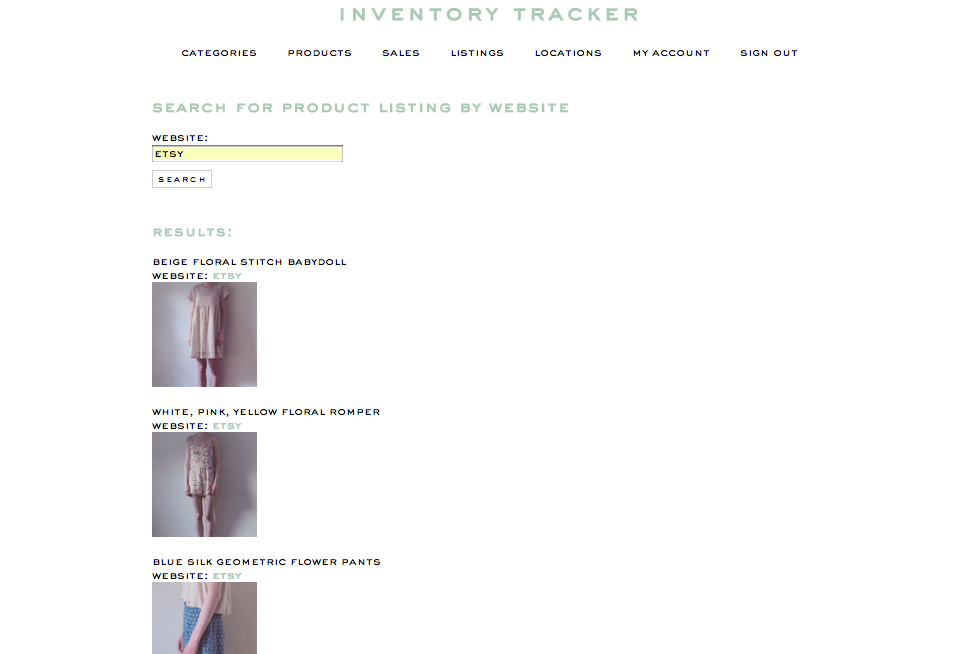 INVENTORY TRACKER
CATEGORIES PRODUCTS SALES LISTINGS LOCATIONS MY ACCOUNT SIGN OUT
SEARCH FOR PRODUCT LISTING BY WEBSITE
WEBSITE:
ETSY
SEARCH
RESULTS:
BEIGE FLORAL STITCH BABYDOLL
WEBSITE: ETSY
WHITE, PINK, YELLOW FLORAL ROMPER
WEBSITE: ETSY
BLUE SILK GEOMETRIC FLOWER PANTS
WEBSITE: ETSY